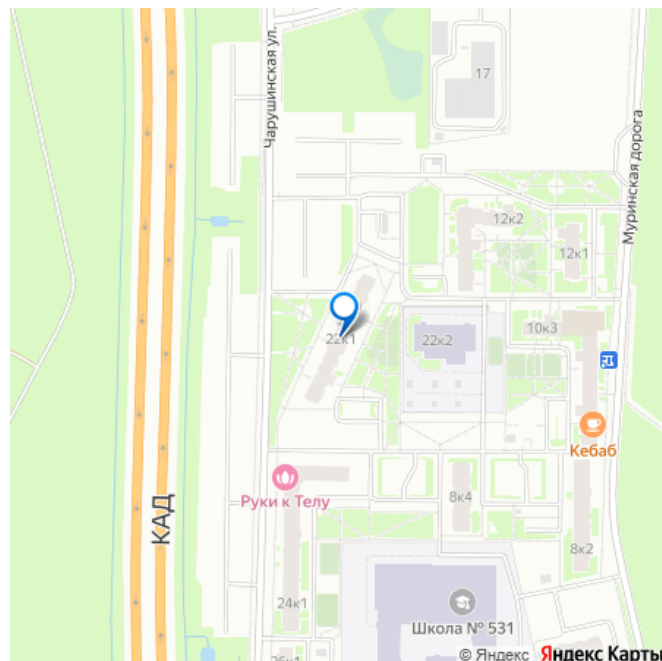 17
Чарушинская ул.
Муринская дорога
12к2
12к1
10к3
22к1
22к2
Кебаб
Руки к Телу
8к4
КАД
8к2
24к1
Школа № 531
26к1
© Яндекс Яндекс Карты